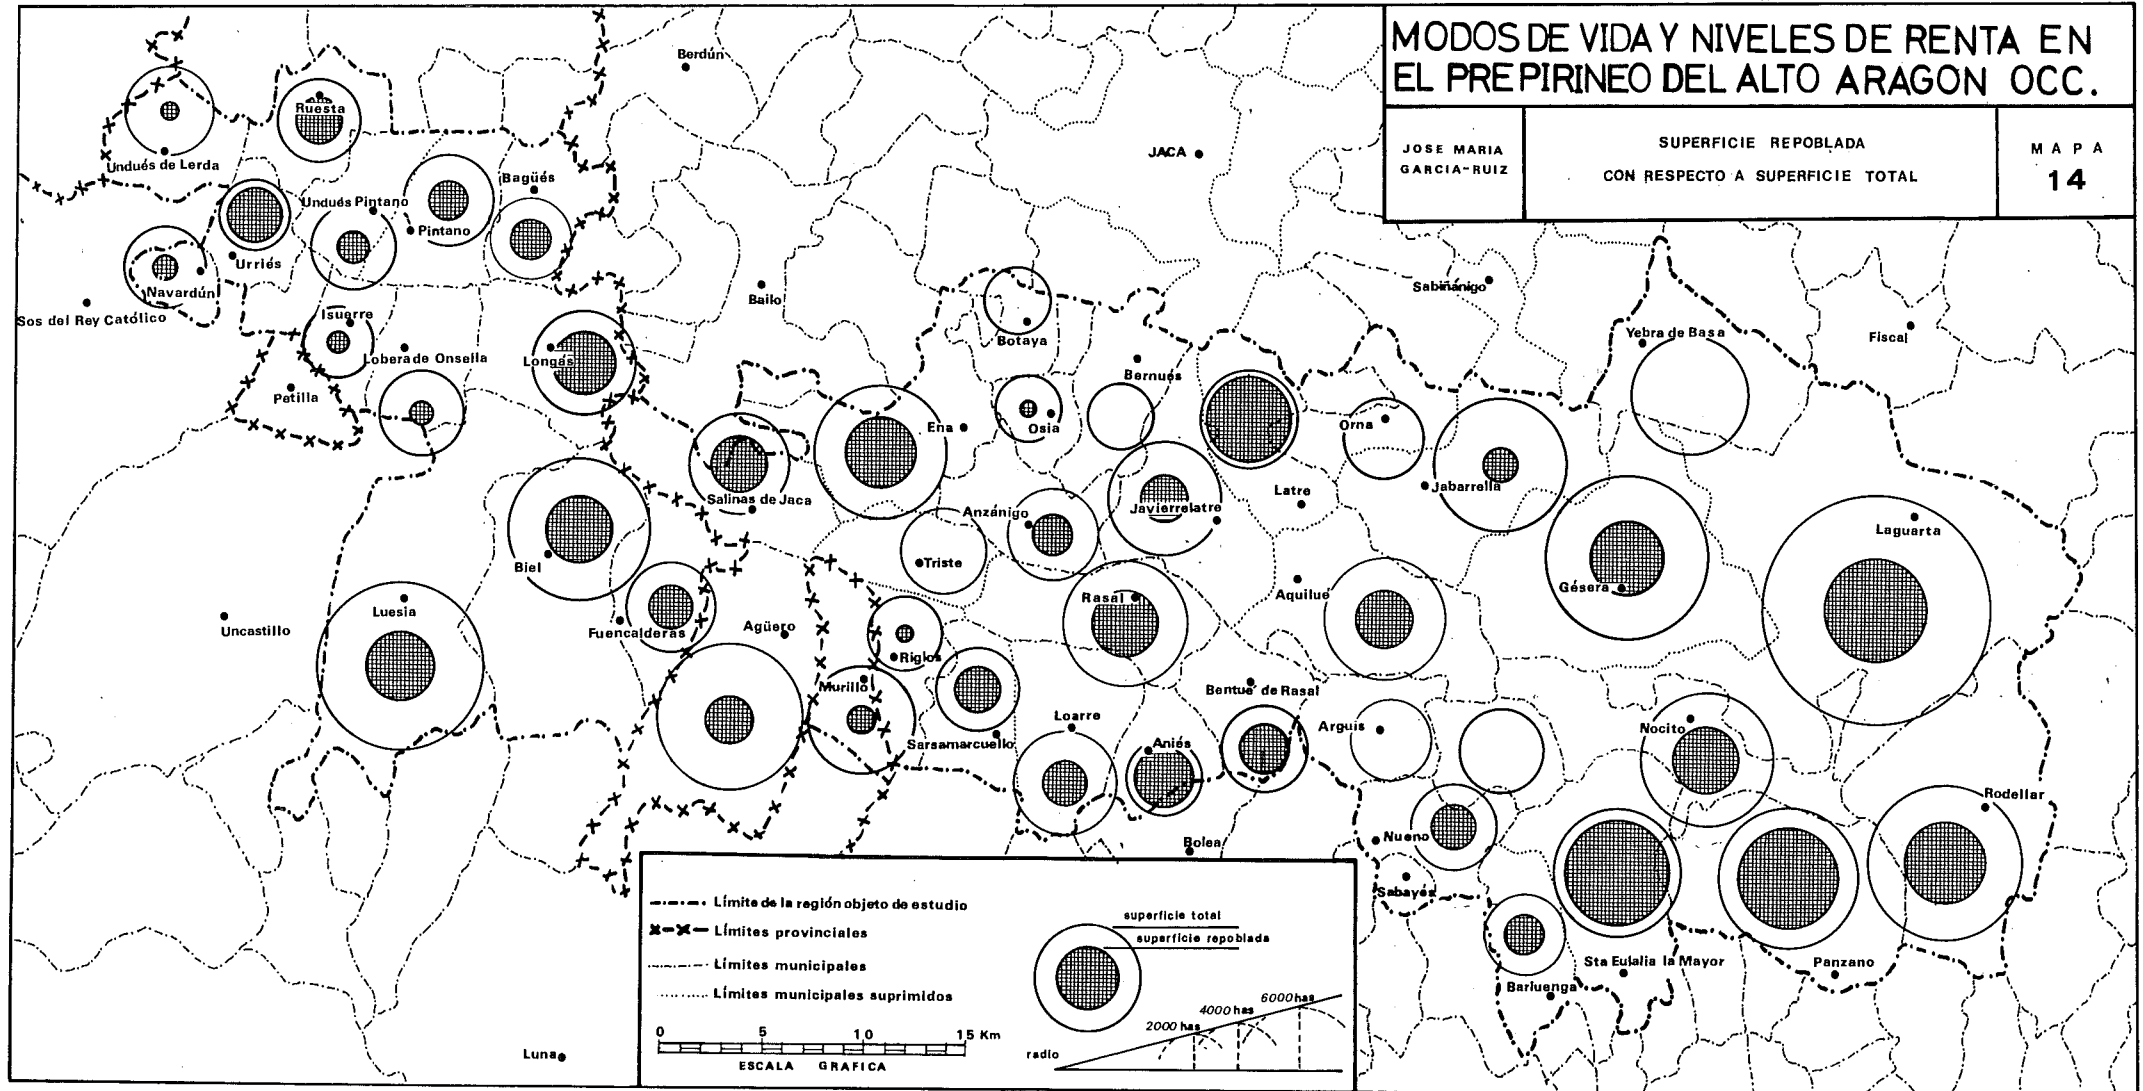 MODOS DE VIDA Y NIVELES DE RENTA EN
EL PREPIRINEO DEL ALTO ARAGON OCC.
JOSE MARIA
GARCIA-RUIZ
SUPERFICIE REPOBLADA
CON RESPECTO A SUPERFICIE TOTAL
MAPA
14
Berdún
Ruesta
JACA
Undués de Lerda
Bagüés
Undués Pintano
Pintano
Urriés
Navardún
Sos del Rey Católico
Isuerre
Lobera de Onsella
Longás
Petilla
Bailo
Botaya
Bernués
Sabiñánigo
Yebra de Basa
Fiscal
Ena
Osia
Orna
Jabarrella
Salinas de Jaca
Anzánigo
Javierrelatre
Latre
Laguarta
Biel
Triste
Rasal
Aquilué
Gésera
Luesia
Uncastillo
Fuencalderas
Agüero
Riglos
Murillo
Sarsamarcuello
Loarre
Aniés
Bentué de Rasal
Arguis
Nocito
Rodellar
Bolea
Nueno
Sabayés
Sta Eulalia la Mayor
Panzano
Barluenga
Luna
Límite de la región objeto de estudio
Límites provinciales
Límites municipales
Límites municipales suprimidos
0 5 10 15 Km
ESCALA GRAFICA
superficie total
superficie repoblada
radio
2000 has
4000 has
6000 has